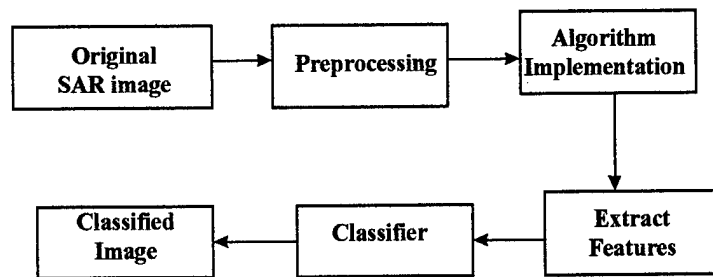 Original
SAR image
Preprocessing
Algorithm
Implementation
Extract
Features
Classifier
Classified
Image